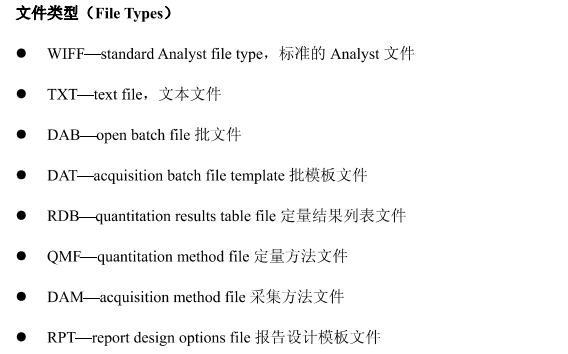 文件类型（File Types）
● WIFF—standard Analyst file type，标准的 Analyst 文件
● TXT—text file，文本文件
● DAB—open batch file 批文件
● DAT—acquisition batch file template 批模板文件
● RDB—quantitation results table file 定量结果列表文件
● QMF—quantitation method file 定量方法文件
● DAM—acquisition method file 采集方法文件
● RPT—report design options file 报告设计模板文件